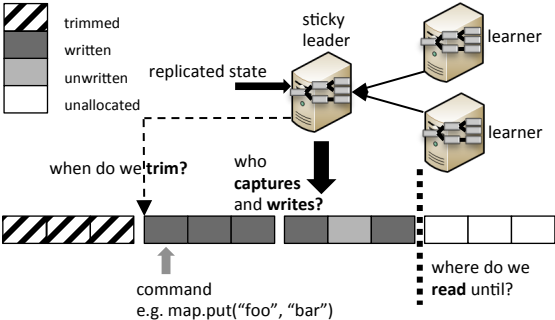 trimmed
written
unwritten
unallocated
sticky
leader
replicated state
learner
learner
when do we trim?
who
captures
and writes?
command
e.g. map.put(“foo”, “bar”)
where do we
read until?